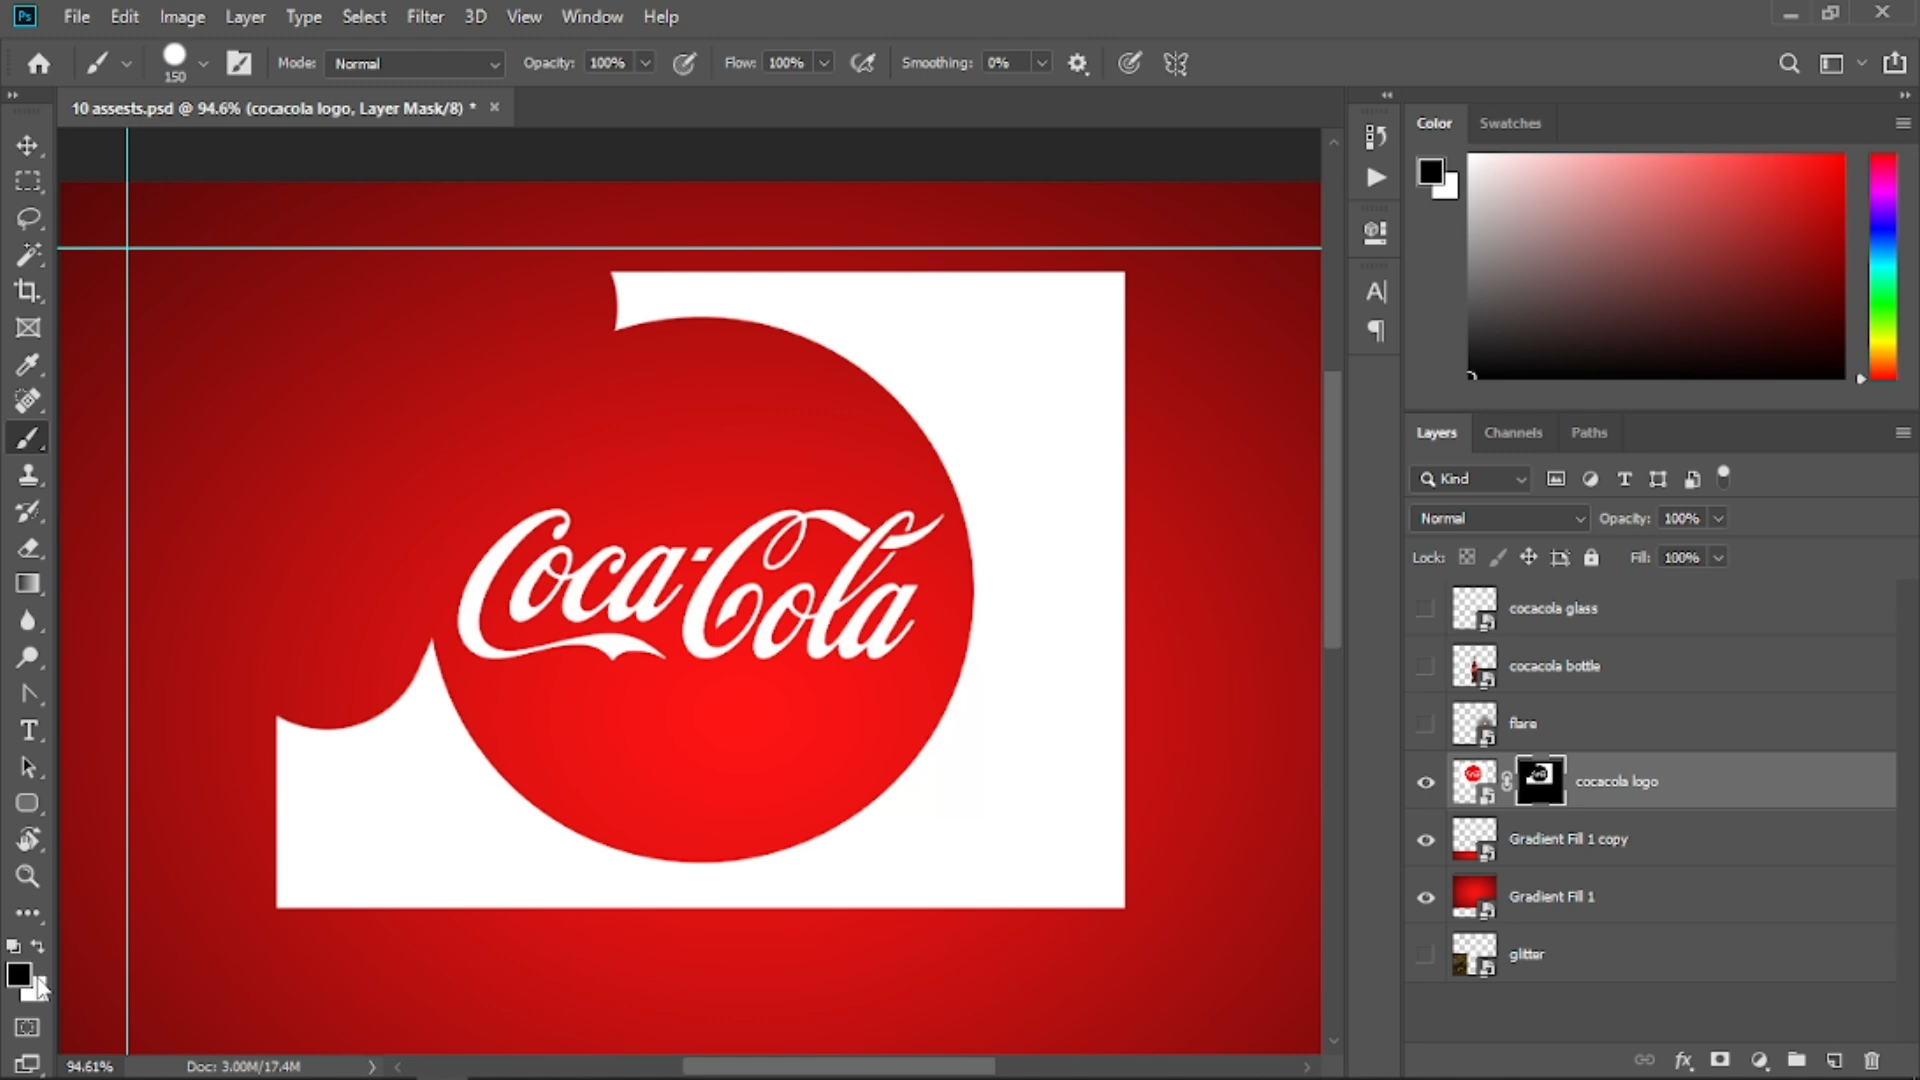 Ps File Edit Image Layer Type Select Filter 3D View Window Help
150 Mode: Normal Opacity: 100% Flow: 100% Smoothing: 0%
10 assests.psd @ 94.6% (cocacola logo, Layer Mask/8) *
Color Swatches
Coca-Cola
Layers Channels Paths
Kind
Normal Opacity: 100%
Lock: Fill: 100%
cocacola glass
cocacola bottle
flare
cocacola logo
Gradient Fill 1 copy
Gradient Fill 1
glitter
94.61% Doc: 3.00M/17.4M
fx